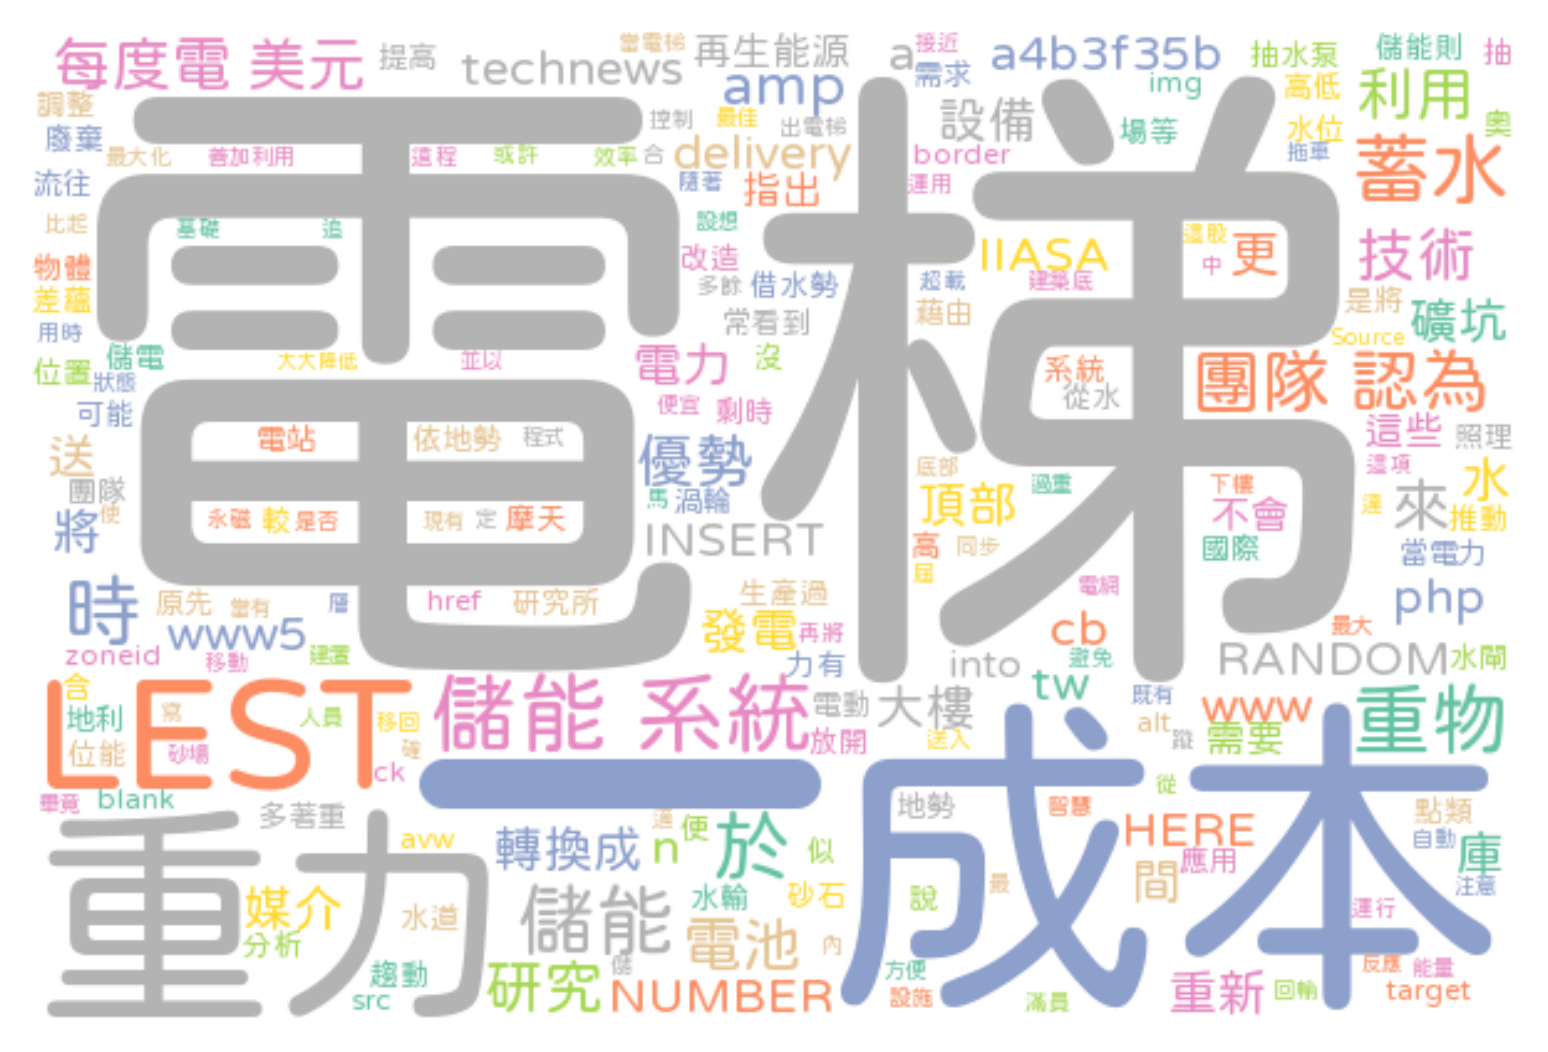 每度電 美元 提高 technews 當電梯 再生能源 a 接近 需求 a4b3f35b 抽水泵 儲能則 抽
amp img 高低 利用
調整 廢棄 最大化 善加利用 遠程 或許 效率 合 控制 最佳 出電梯 設備 場等 水位 奧
delivery border 拖車 蓄水
流往 隨著 指出 運用
比起 基礎 追 設想 這股
電梯
物體 改造 IIASA 中 更 技術
差蘊 多餘 借水勢 超載 建築底 是將
用時 常看到 藉由 Source 礦坑
位置 儲電 大大降低 並以 電力 沒 系統 團隊 認為
狀態 從水
可能 便宜 剩時 這些 照理
送 電站 依地勢 程式 優勢 底部 過重 下樓 這項 水
團隊 馬 渦輪 頂部 不會 來 運
將 使 永磁 較 是否 現有 定 摩天 INSERT 推動
高 同步 國際 當電力
時 原先 當有 層 href 研究所 生產過 屆 電網 php
www5 發電 再將 cb 最大
zoneid 移動 建置 力有 into 避免 RANDOM 水閘
含 tw 既有
LEST 儲能 系統 電動 大樓 www 重物
地利 寫 人員 移回 放開 送入 alt 蹤 需要
位能 砂場 確 ck
一 成本
畢竟 blank 多著重 從
重力 avw 轉換成 n 適 便 於 似 地勢 智慧 HERE 點類
自動 庫
媒介 儲能 水輪 砂石 說 最 間 應用 注意
分析 水道 電池 內 運行
趨動 研究 儲 方便 反應 能量
src NUMBER 設施 滿員 重新 回輸 target